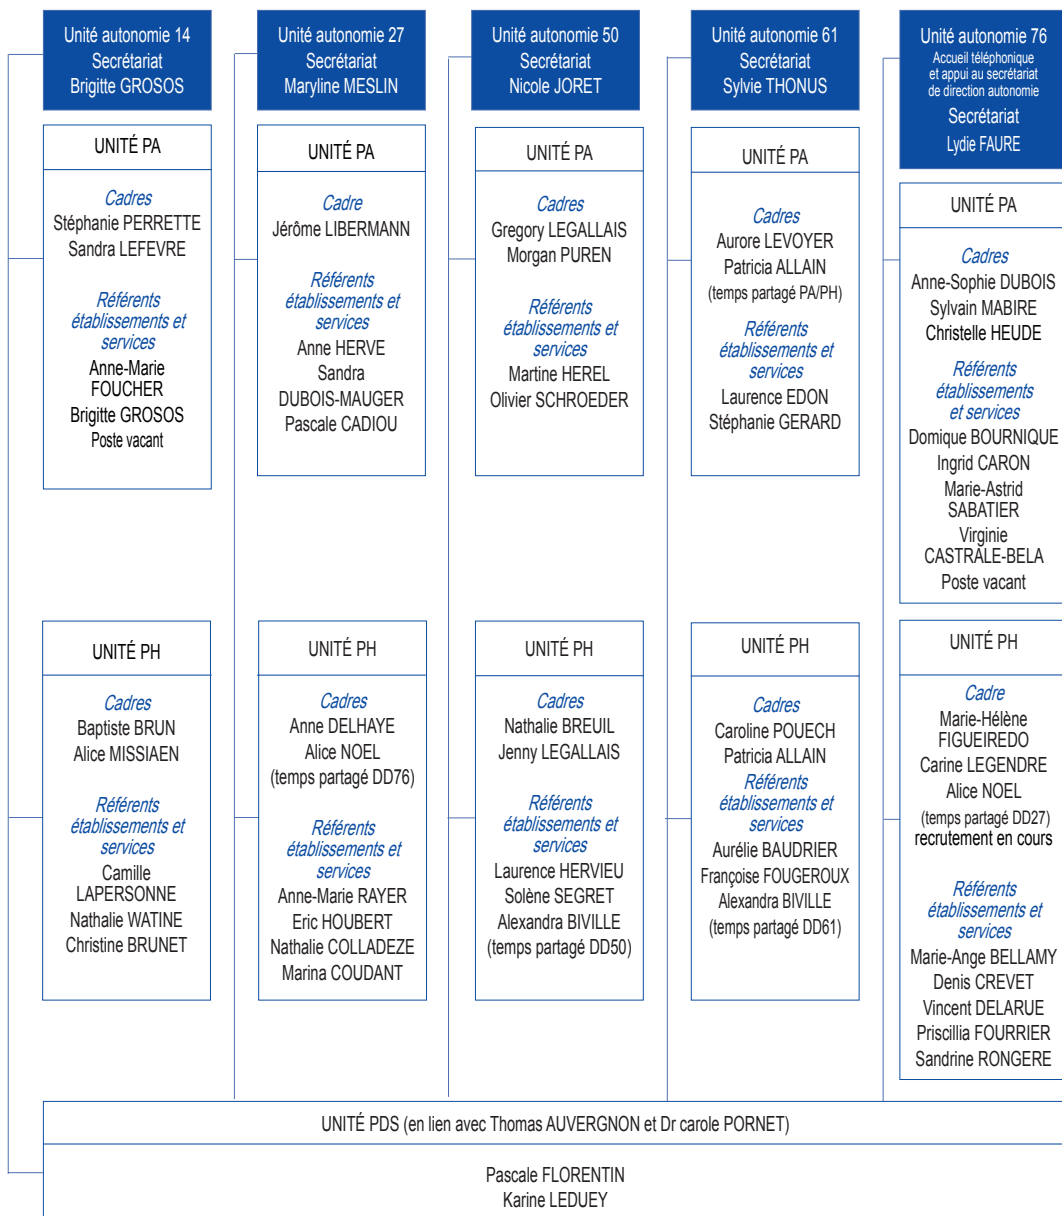 Unité autonomie 14
Secrétariat
Brigitte GROSOS
UNITÉ PA
Cadres
Stéphanie PERRETTE
Sandra LEFEVRE
Référents
établissements et
services
Anne-Marie
FOUCHER
Brigitte GROSOS
Poste vacant
UNITÉ PH
Cadres
Baptiste BRUN
Alice MISSIAEN
Référents
établissements et
services
Camille
LAPERSONNE
Nathalie WATINE
Christine BRUNET
Unité autonomie 27
Secrétariat
Maryline MESLIN
UNITÉ PA
Cadre
Jérôme LIBERMANN
Référents
établissements et
services
Anne HERVE
Sandra
DUBOIS-MAUGER
Pascale CADIOU
UNITÉ PH
Cadres
Anne DELHAYE
Alice NOEL
(temps partagé DD76)
Référents
établissements et
services
Anne-Marie RAYER
Eric HOUBERT
Nathalie COLLADEZE
Marina COUDANT
Unité autonomie 50
Secrétariat
Nicole JORET
UNITÉ PA
Cadres
Gregory LEGALLAIS
Morgan PUREN
Référents
établissements et
services
Martine HEREL
Olivier SCHROEDER
UNITÉ PH
Cadres
Nathalie BREUIL
Jenny LEGALLAIS
Référents
établissements et
services
Laurence HERVIEU
Solène SEGRET
Alexandra BIVILLE
(temps partagé DD50)
Unité autonomie 61
Secrétariat
Sylvie THONUS
UNITÉ PA
Cadres
Aurore LEVOYER
Patricia ALLAIN
(temps partagé PA/PH)
Référents
établissements et
services
Laurence EDON
Stéphanie GERARD
UNITÉ PH
Cadres
Caroline POUECH
Patricia ALLAIN
Référents
établissements et
services
Aurélie BAUDRIER
Françoise FOUGEROUX
Alexandra BIVILLE
(temps partagé DD61)
Unité autonomie 76
Accueil téléphonique
et appui au secrétariat
de direction autonomie
Secrétariat
Lydie FAURE
UNITÉ PA
Cadres
Anne-Sophie DUBOIS
Sylvain MABIRE
Christelle HEUDE
Référents
établissements
et services
Domique BOURNIQUE
Ingrid CARON
Marie-Astrid
SABATIER
Virginie
CASTRALE-BELA
Poste vacant
UNITÉ PH
Cadre
Marie-Hélène
FIGUEIREDO
Carine LEGENDRE
Alice NOEL
(temps partagé DD27)
recrutement en cours
Référents
établissements et
services
Marie-Ange BELLAMY
Denis CREVET
Vincent DELARUE
Priscillia FOURRIER
Sandrine RONGERE
UNITÉ PDS (en lien avec Thomas AUVERGNON et Dr carole PORNET)
Pascale FLORENTIN
Karine LEDUEY